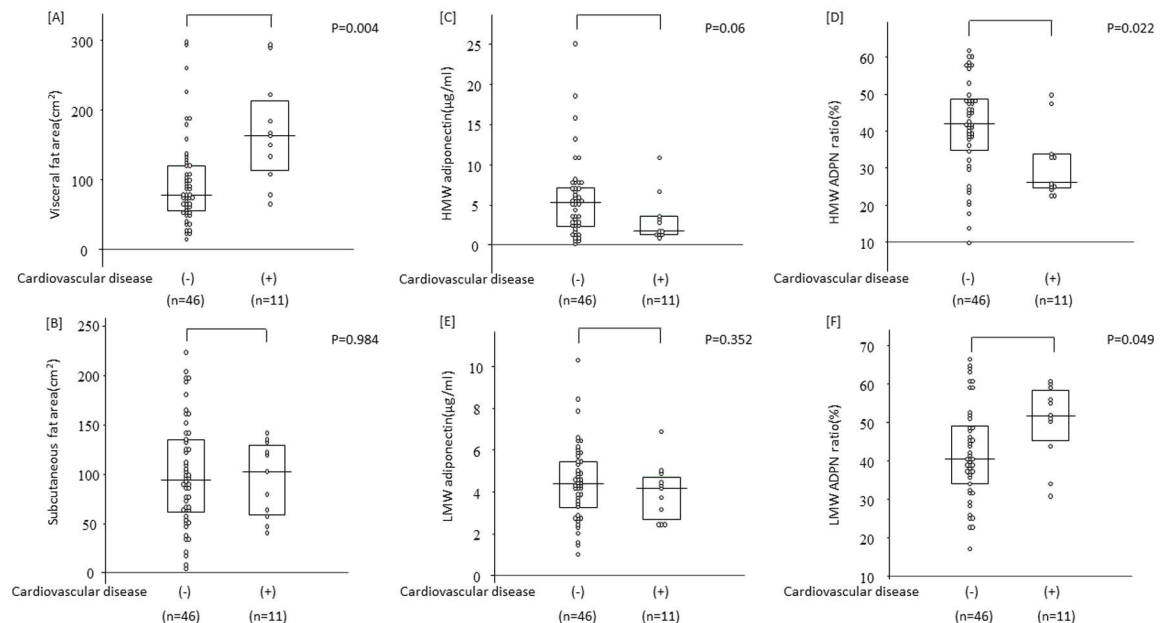 [A]
P=0.004
Visceral fat area(cm²)
300
200
100
0
Cardiovascular disease (-) (+)
(n=46) (n=11)
[C]
P=0.06
HMW adiponectin(μg/ml)
25
20
15
10
5
0
Cardiovascular disease (-) (+)
(n=46) (n=11)
[D]
P=0.022
HMW ADPN ratio(%)
60
50
40
30
20
10
Cardiovascular disease (-) (+)
(n=46) (n=11)
[B]
P=0.984
Subcutaneous fat area(cm²)
250
200
150
100
50
0
Cardiovascular disease (-) (+)
(n=46) (n=11)
[E]
P=0.352
LMW adiponectin(μg/ml)
10
8
6
4
2
0
Cardiovascular disease (-) (+)
(n=46) (n=11)
[F]
P=0.049
LMW ADPN ratio(%)
70
60
50
40
30
20
10
Cardiovascular disease (-) (+)
(n=46) (n=11)